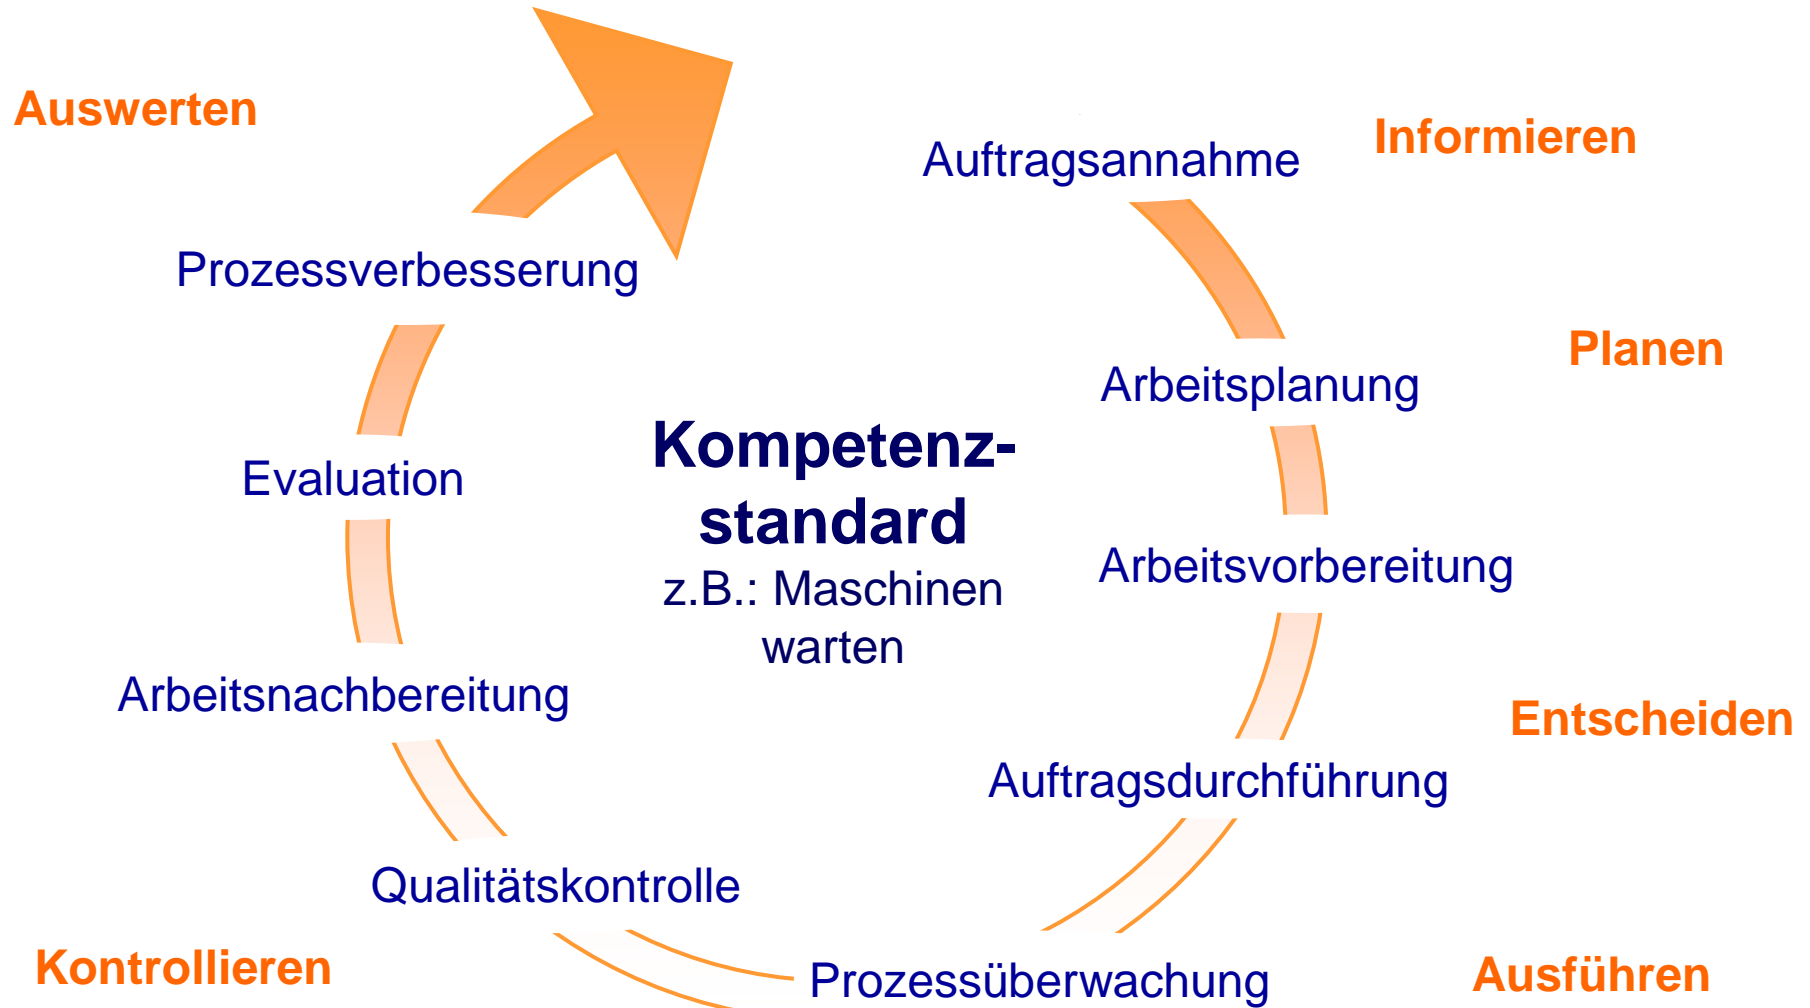 Auswerten
Informieren
Auftragsannahme
Prozessverbesserung
Planen
Arbeitsplanung
Kompetenz-
standard
z.B.: Maschinen
warten
Evaluation
Arbeitsvorbereitung
Arbeitsnachbereitung
Entscheiden
Auftragsdurchführung
Qualitätskontrolle
Kontrollieren
Prozessüberwachung
Ausführen